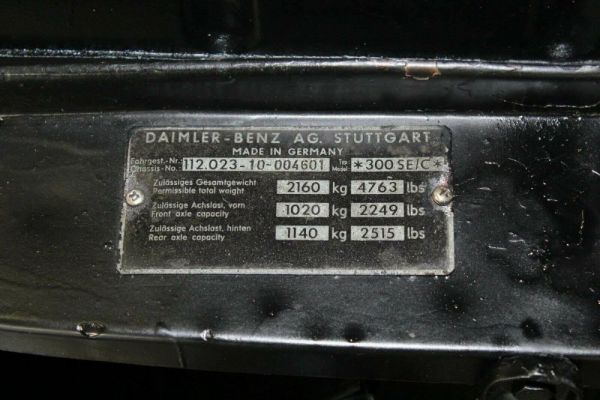 DAIMLER-BENZ AG. STUTTGART
MADE IN GERMANY
Fahrgest.-Nr. 112.023-10-004601 Typ *300 SE/C*
Chassis-No. Model
Zulässiges Gesamtgewicht 2160 kg 4763 lbs
Permissible total weight
Zulässige Achslast, vorn 1020 kg 2249 lbs
Front axle capacity
Zulässige Achslast, hinten 1140 kg 2515 lbs
Rear axle capacity